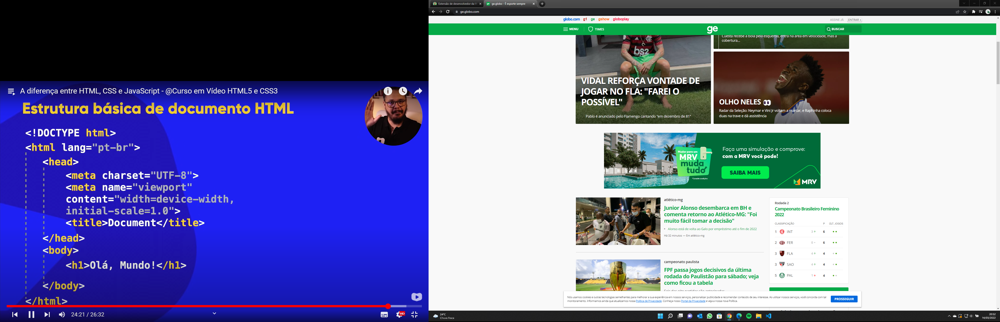 A diferença entre HTML, CSS e JavaScript - @Curso em Vídeo HTML5 e CSS3
Estrutura básica de documento HTML
<!DOCTYPE html>
<html lang="pt-br">
<head>
<meta charset="UTF-8">
<meta name="viewport"
content="width=device-width,
initial-scale=1.0">
<title>Document</title>
</head>
<body>
<h1>Olá, Mundo!</h1>
</body>
</html>
24:21 / 26:32
HD
Extensão de desenvolvedor da V
ge.globo - É esporte sempre
ge.globo.com
globo.com g1 ge gshow globoplay
ASSINE JÁ ENTRAR ›
MENU TIMES ge BUSCAR
bs2
VIDAL REFORÇA VONTADE DE
JOGAR NO FLA: "FAREI O
POSSÍVEL"
Pablo é anunciado pelo Flamengo cantando "em dezembro de 81"
Cuesta recebe a bola pela esquerda, entra na área em velocidade, mas a
cobertura...
OLHO NELES 👀
Radar da Seleção: Neymar e Vini Jr voltam a marcar, e Raphinha coloca
duas na trave e dá assistência
Mudar para um
MRV
muda
tudo
*Consulte condições
Faça uma simulação e comprove:
com a MRV você pode!
SAIBA MAIS
MRV
atlético-mg
Junior Alonso desembarca em BH e
comenta retorno ao Atlético-MG: "Foi
muito fácil tomar a decisão"
Alonso está de volta ao Galo por empréstimo até o fim de 2022
Há 32 minutos — Em atlético-mg
campeonato paulista
FPF passa jogos decisivos da última
rodada do Paulistão para sábado; veja
como ficou a tabela
Seis das oito partidas são antecipadas
Rodada 2
Campeonato Brasileiro Feminino
2022
CLASSIFICAÇÃO P ÚLT. JOGOS
1 INT 3 6
2 FER 0 6
3 FLA 4 4
3 SAO 4 4
5 PAL 1 4
Nós usamos cookies e outras tecnologias semelhantes para melhorar a sua experiência em nossos serviços, personalizar publicidade e recomendar conteúdo de seu interesse. Ao utilizar nossos serviços, você concorda com tal
monitoramento. Informamos ainda que atualizamos nossa Política de Privacidade. Conheça nosso Portal da Privacidade e veja a nossa nova Política.
PROSSEGUIR
24°C
Chuva fraca
20:52
14/03/2022